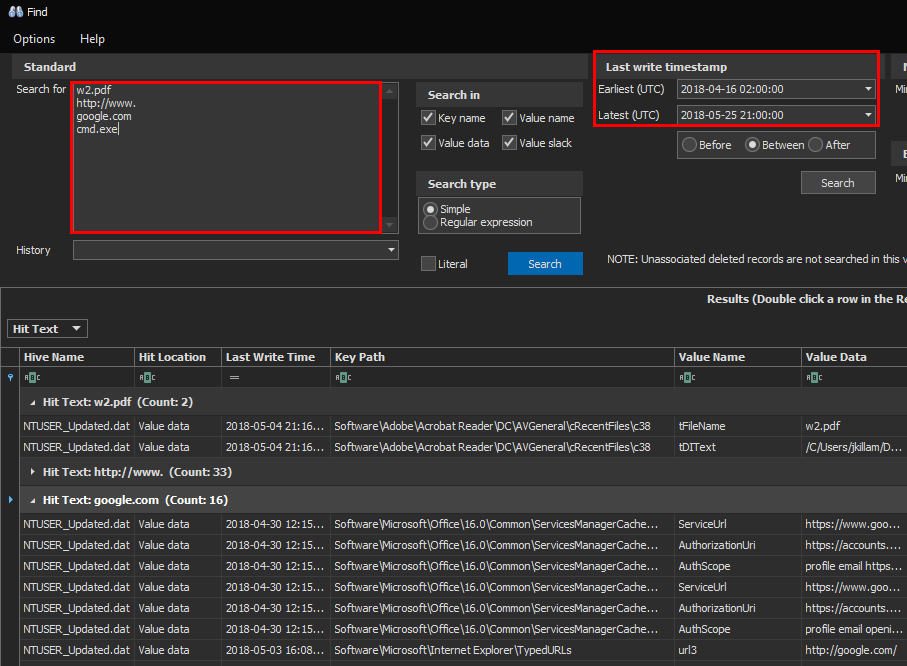 Find
Options Help
Standard
Search for
w2.pdf
http://www.
google.com
cmd.exe
History
Search in
Key name Value name
Value data Value slack
Search type
Simple
Regular expression
Literal Search
Last write timestamp
Earliest (UTC) 2018-04-16 02:00:00
Latest (UTC) 2018-05-25 21:00:00
Before Between After
Search
NOTE: Unassociated deleted records are not searched in this v
Results (Double click a row in the Re
Hit Text
Hive Name Hit Location Last Write Time Key Path Value Name Value Data
Hit Text: w2.pdf (Count: 2)
NTUSER_Updated.dat Value data 2018-05-04 21:16... Software\Adobe\Acrobat Reader\DC\AVGeneral\cRecentFiles\c38 tFileName w2.pdf
NTUSER_Updated.dat Value data 2018-05-04 21:16... Software\Adobe\Acrobat Reader\DC\AVGeneral\cRecentFiles\c38 tDIText /C/Users/jkillam/D...
Hit Text: http://www. (Count: 33)
Hit Text: google.com (Count: 16)
NTUSER_Updated.dat Value data 2018-04-30 12:15... Software\Microsoft\Office\16.0\Common\ServicesManagerCache... ServiceUrl https://www.goo...
NTUSER_Updated.dat Value data 2018-04-30 12:15... Software\Microsoft\Office\16.0\Common\ServicesManagerCache... AuthorizationUri https://accounts....
NTUSER_Updated.dat Value data 2018-04-30 12:15... Software\Microsoft\Office\16.0\Common\ServicesManagerCache... AuthScope profile email https...
NTUSER_Updated.dat Value data 2018-04-30 12:15... Software\Microsoft\Office\16.0\Common\ServicesManagerCache... ServiceUrl https://www.goo...
NTUSER_Updated.dat Value data 2018-04-30 12:15... Software\Microsoft\Office\16.0\Common\ServicesManagerCache... AuthorizationUri https://accounts....
NTUSER_Updated.dat Value data 2018-04-30 12:15... Software\Microsoft\Office\16.0\Common\ServicesManagerCache... AuthScope profile email openi...
NTUSER_Updated.dat Value data 2018-05-03 16:08... Software\Microsoft\Internet Explorer\TypedURLs url3 http://google.com/